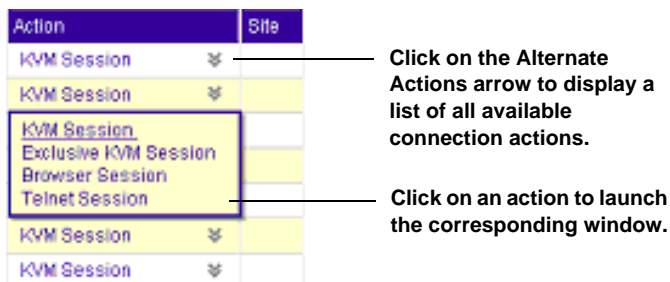 Action Site
KVM Session
KVM Session
KVM Session
Exclusive KVM Session
Browser Session
Telnet Session
KVM Session
KVM Session
Click on the Alternate
Actions arrow to display a
list of all available
connection actions.
Click on an action to launch
the corresponding window.